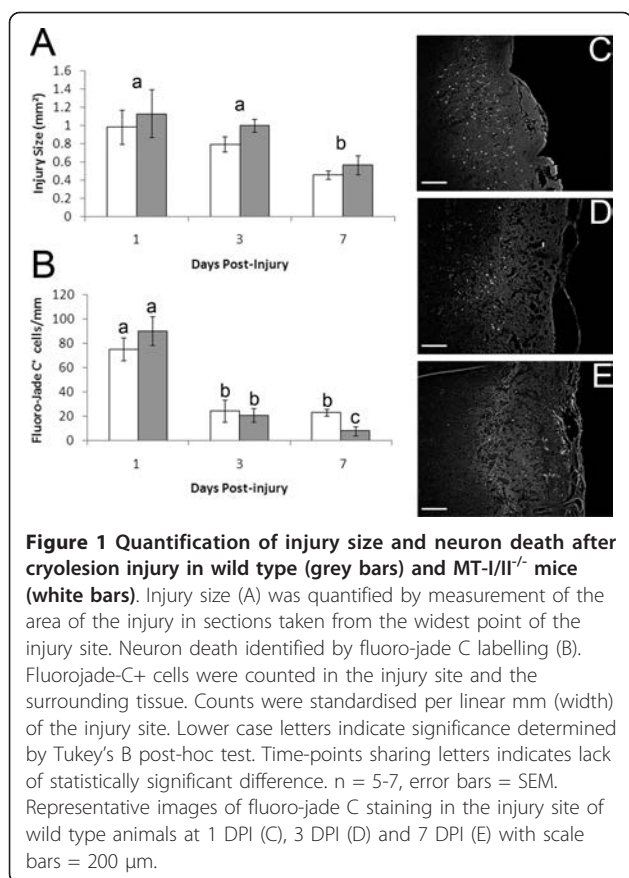 A
Injury Size (mm²)
1.6
1.4
1.2
1
0.8
0.6
0.4
0.2
0
a
a
b
1
3
7
Days Post-Injury
B
Fluoro-Jade C⁺ cells/mm
120
100
80
60
40
20
0
a
a
b
b
b
c
1
3
7
Days Post-injury
C
D
E
Figure 1 Quantification of injury size and neuron death after
cryolesion injury in wild type (grey bars) and MT-I/II⁻/⁻ mice
(white bars). Injury size (A) was quantified by measurement of the
area of the injury in sections taken from the widest point of the
injury site. Neuron death identified by fluoro-jade C labelling (B).
Fluorojade-C+ cells were counted in the injury site and the
surrounding tissue. Counts were standardised per linear mm (width)
of the injury site. Lower case letters indicate significance determined
by Tukey's B post-hoc test. Time-points sharing letters indicates lack
of statistically significant difference. n = 5-7, error bars = SEM.
Representative images of fluoro-jade C staining in the injury site of
wild type animals at 1 DPI (C), 3 DPI (D) and 7 DPI (E) with scale
bars = 200 μm.